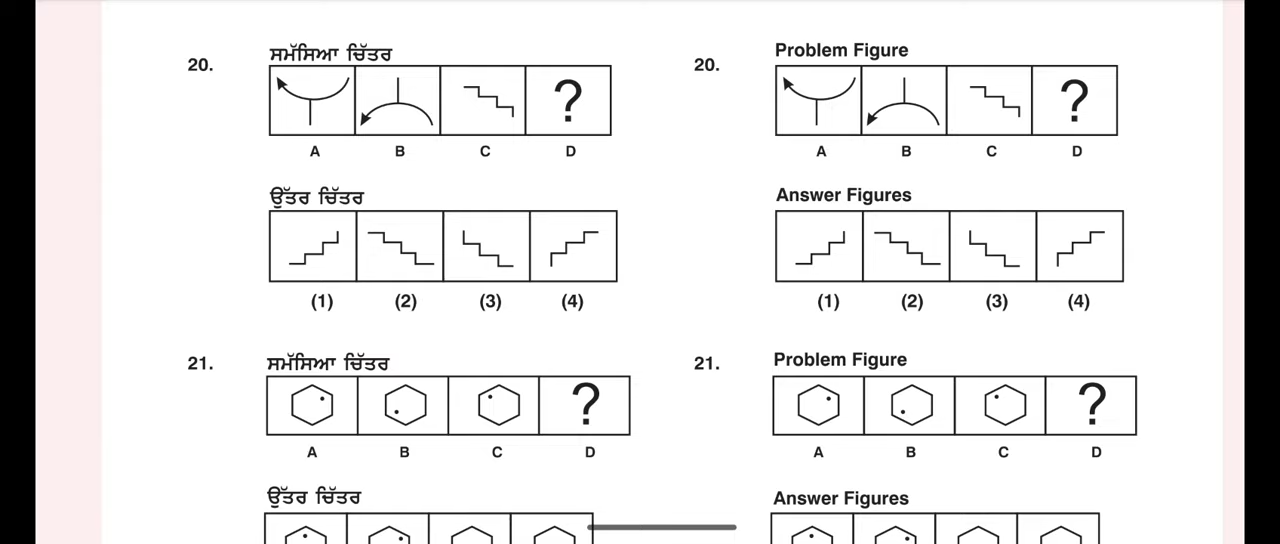 20.
ਸਮੱਸਿਆ ਚਿੱਤਰ
?
A B C D
ਉੱਤਰ ਚਿੱਤਰ
(1) (2) (3) (4)
21.
ਸਮੱਸਿਆ ਚਿੱਤਰ
?
A B C D
ਉੱਤਰ ਚਿੱਤਰ
20.
Problem Figure
?
A B C D
Answer Figures
(1) (2) (3) (4)
21.
Problem Figure
?
A B C D
Answer Figures